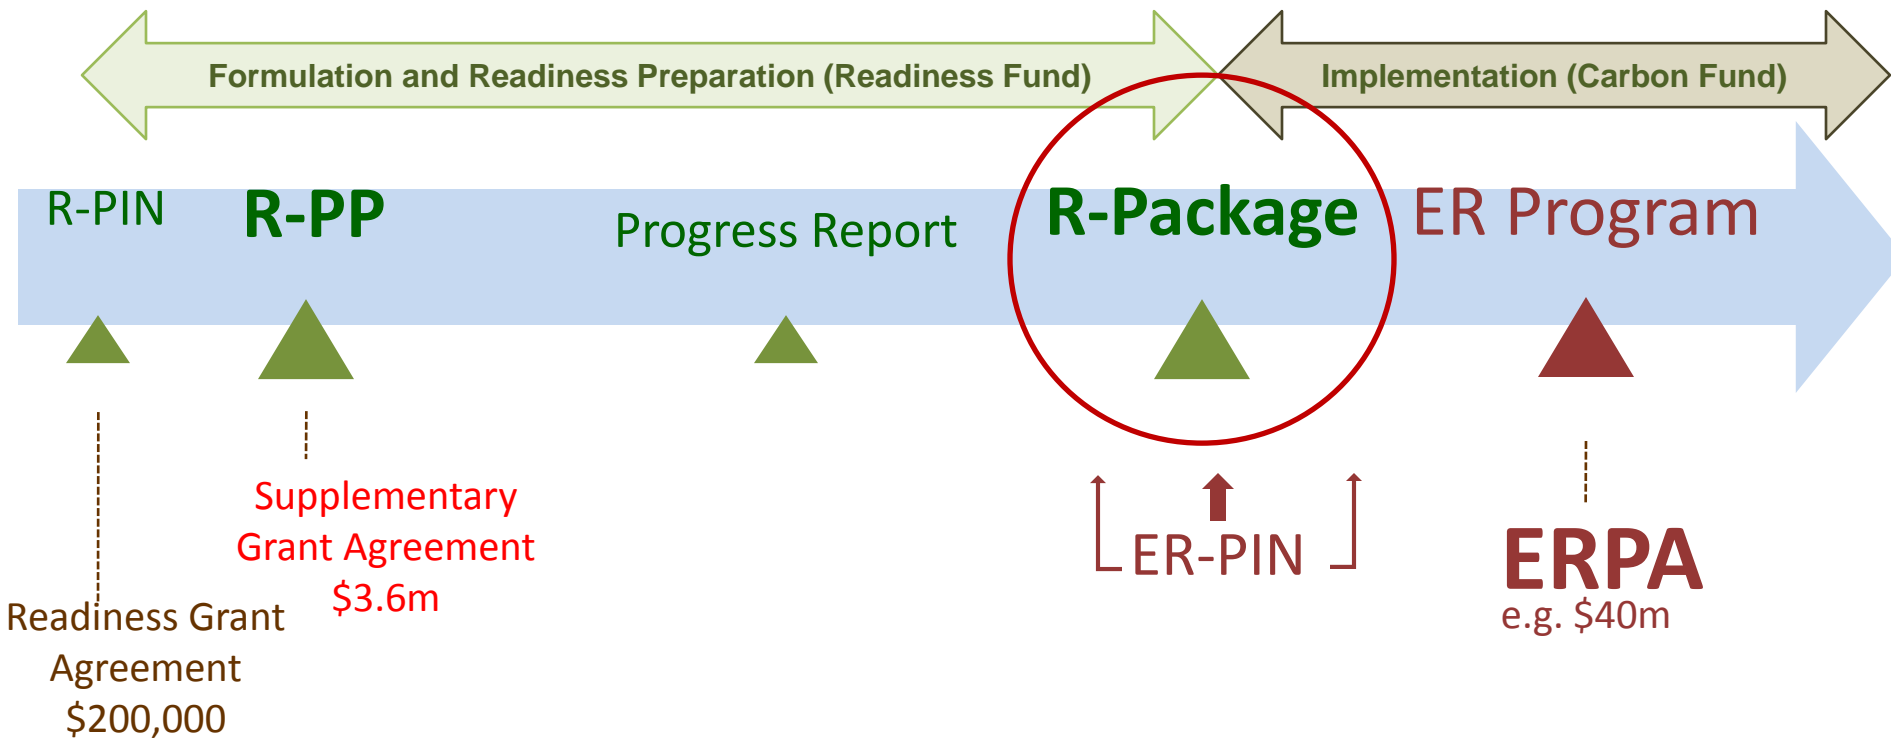 Formulation and Readiness Preparation (Readiness Fund)
Implementation (Carbon Fund)
R-PIN
R-PP
Progress Report
R-Package
ER Program
Supplementary
Grant Agreement
$3.6m
ER-PIN
ERPA
e.g. $40m
Readiness Grant
Agreement
$200,000